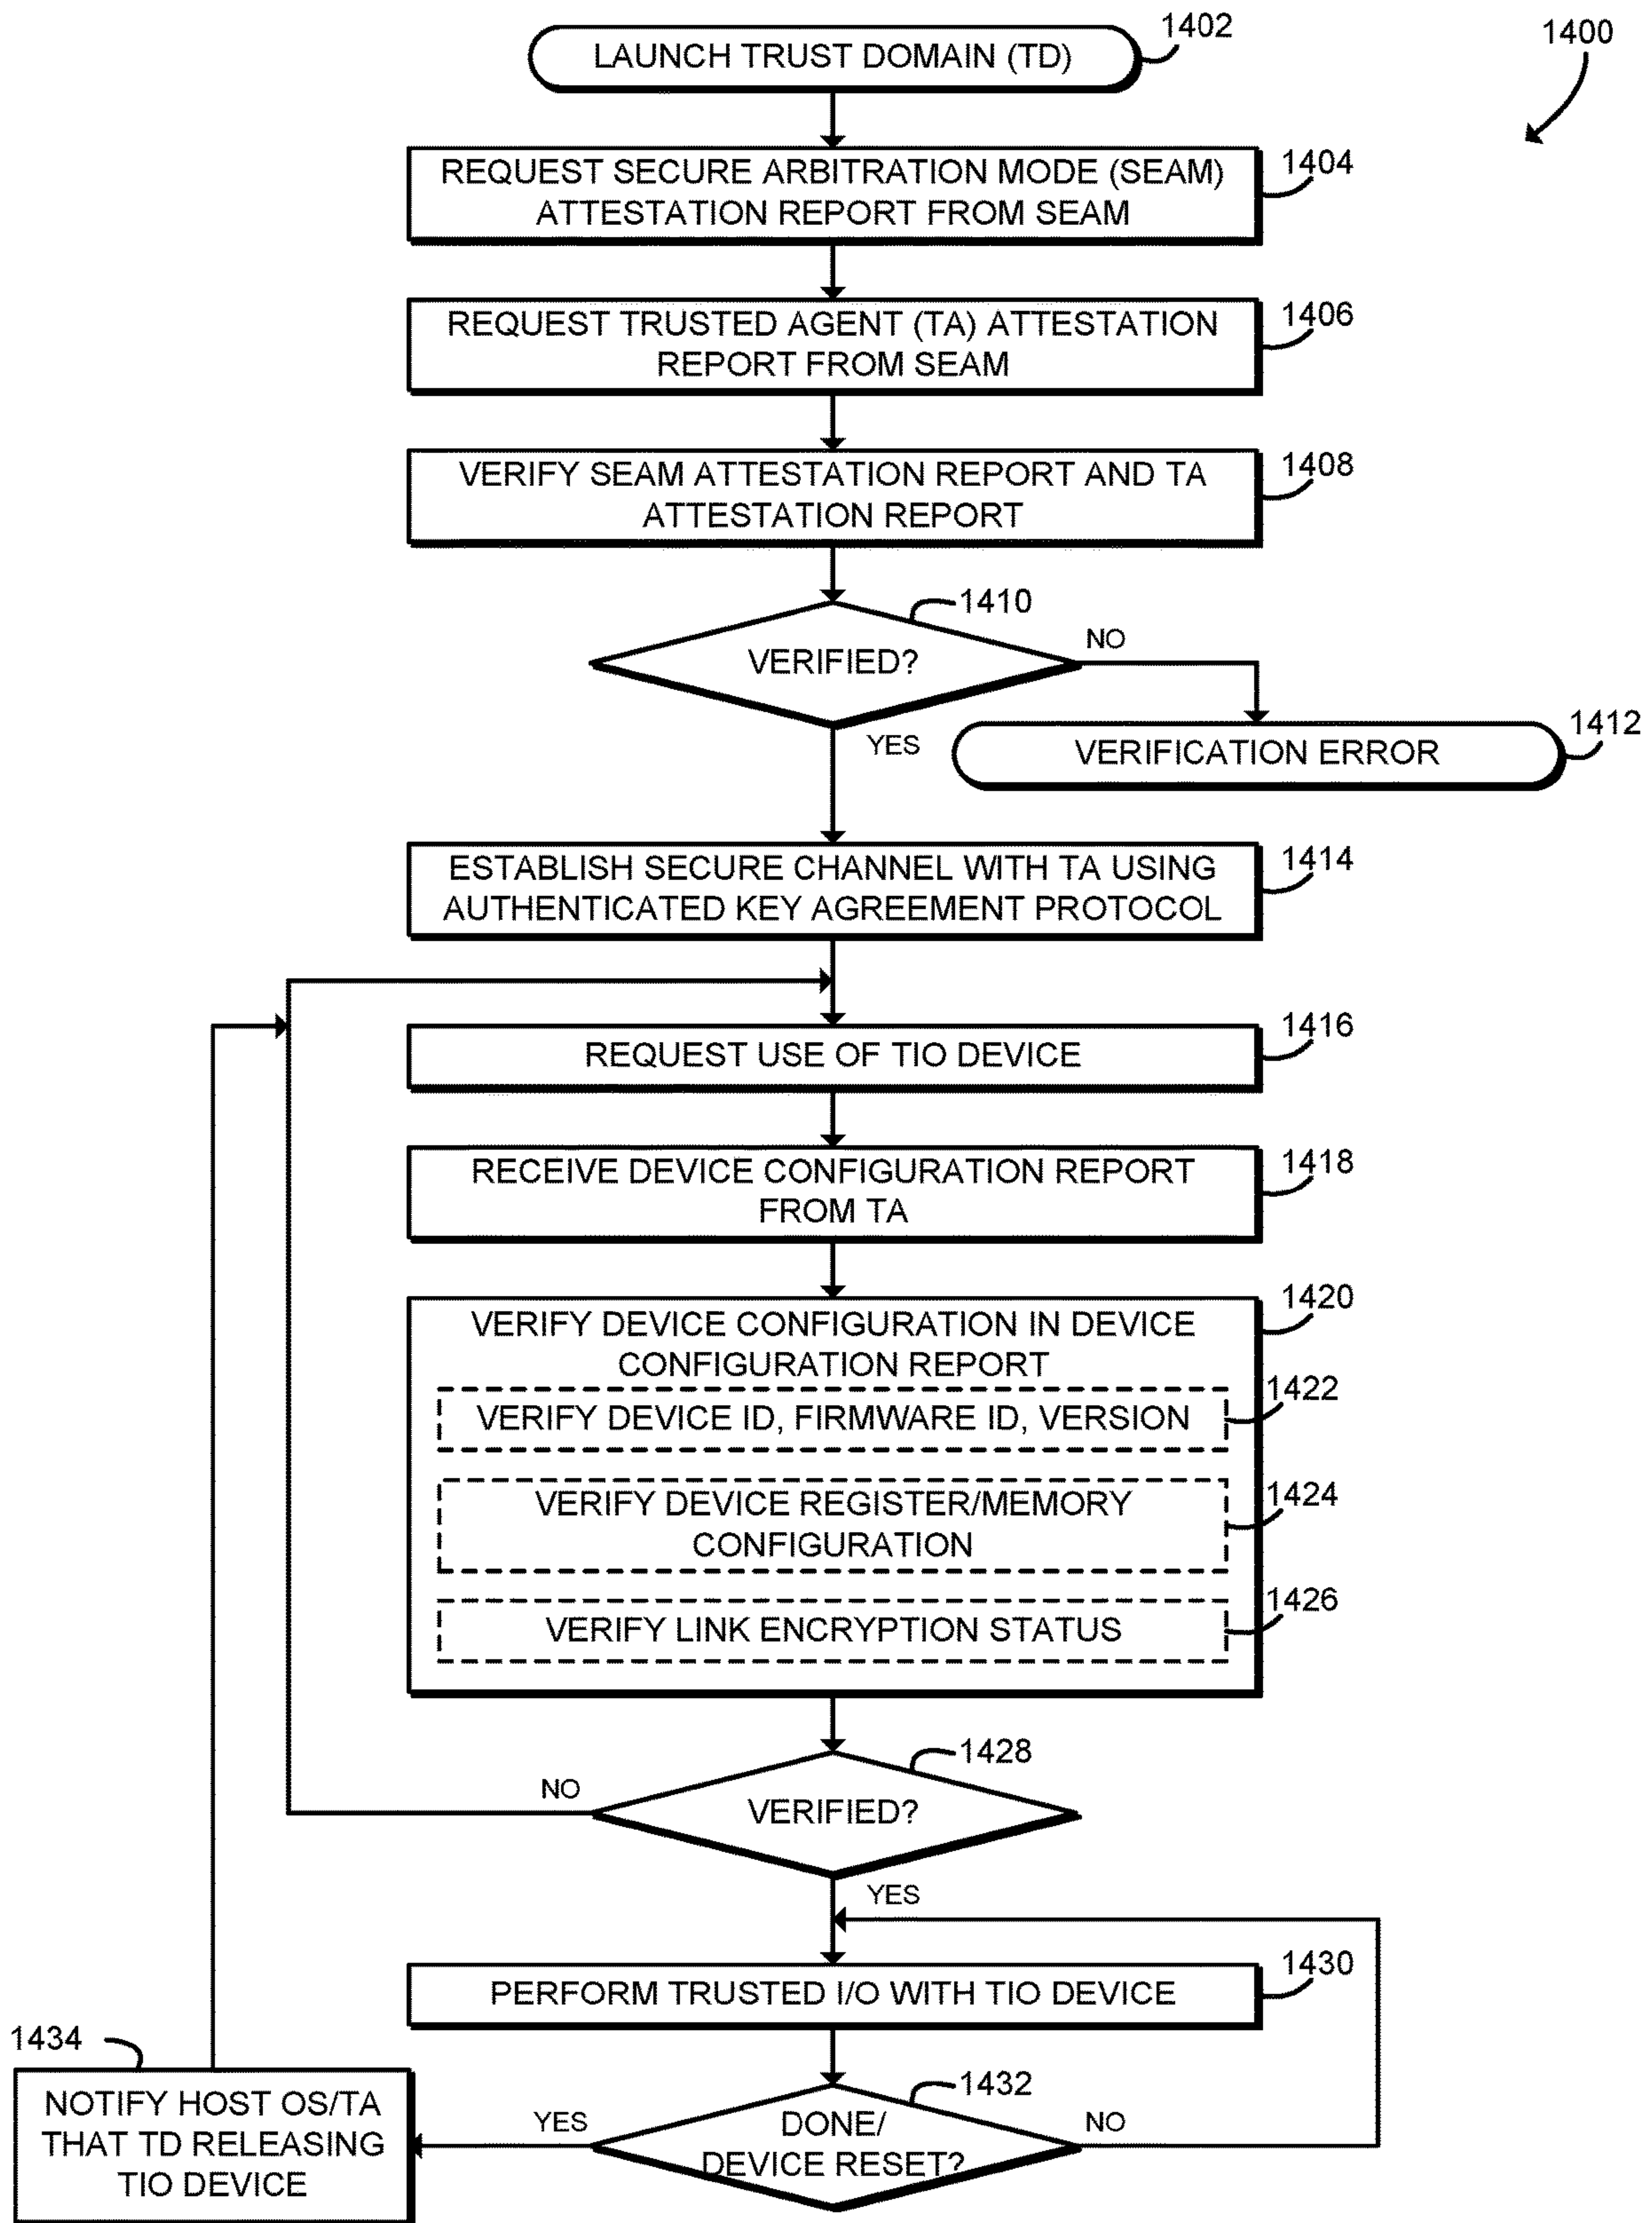 1402
1400
LAUNCH TRUST DOMAIN (TD)
REQUEST SECURE ARBITRATION MODE (SEAM)
ATTESTATION REPORT FROM SEAM
1404
REQUEST TRUSTED AGENT (TA) ATTESTATION
REPORT FROM SEAM
1406
VERIFY SEAM ATTESTATION REPORT AND TA
ATTESTATION REPORT
1408
1410
VERIFIED?
NO
YES
1412
VERIFICATION ERROR
ESTABLISH SECURE CHANNEL WITH TA USING
AUTHENTICATED KEY AGREEMENT PROTOCOL
1414
REQUEST USE OF TIO DEVICE
1416
RECEIVE DEVICE CONFIGURATION REPORT
FROM TA
1418
VERIFY DEVICE CONFIGURATION IN DEVICE
CONFIGURATION REPORT
1420
VERIFY DEVICE ID, FIRMWARE ID, VERSION
1422
VERIFY DEVICE REGISTER/MEMORY
CONFIGURATION
1424
VERIFY LINK ENCRYPTION STATUS
1426
1428
NO
VERIFIED?
YES
PERFORM TRUSTED I/O WITH TIO DEVICE
1430
1434
1432
NOTIFY HOST OS/TA
THAT TD RELEASING
TIO DEVICE
YES
DONE/
DEVICE RESET?
NO